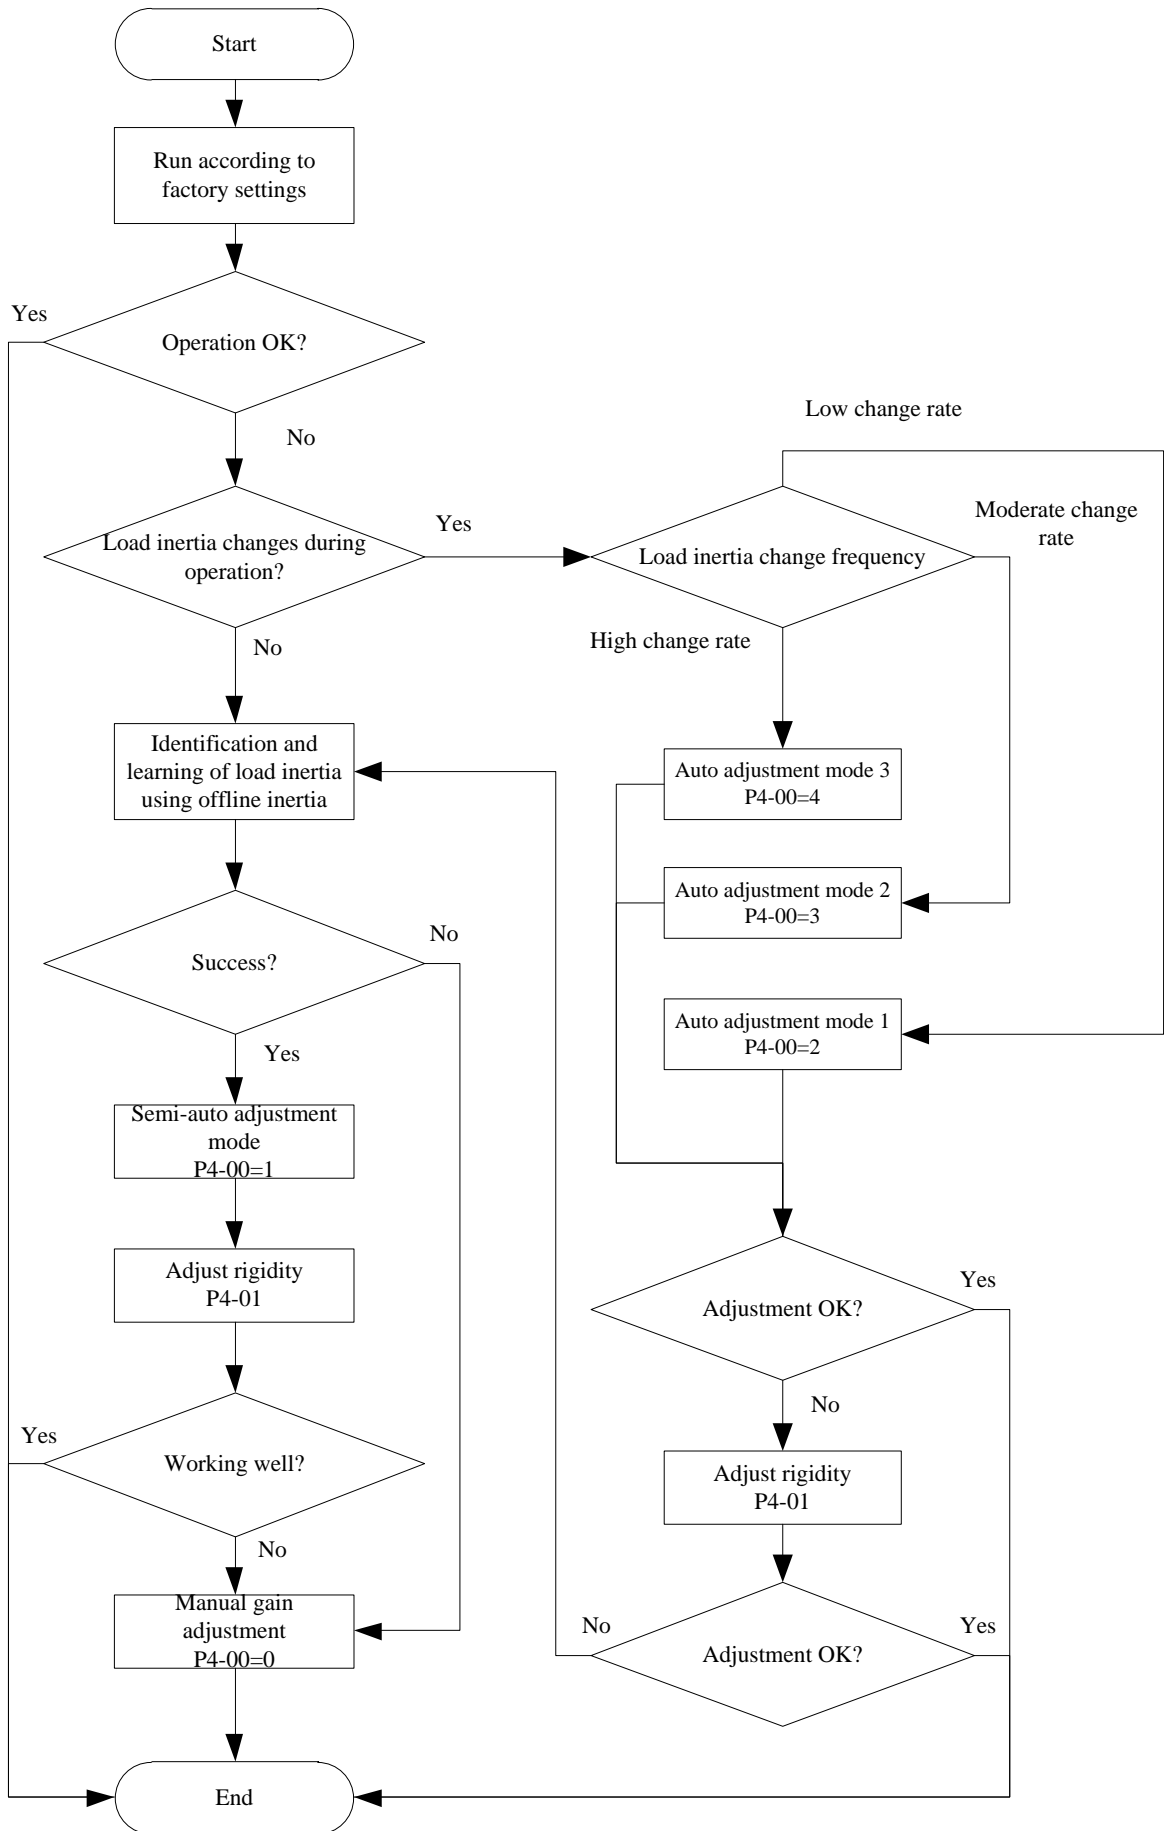 Start
Run according to
factory settings
Yes
Operation OK?
No
Low change rate
Load inertia changes during
operation?
Yes
Load inertia change frequency
Moderate change
rate
No
High change rate
Identification and
learning of load inertia
using offline inertia
Auto adjustment mode 3
P4-00=4
Auto adjustment mode 2
P4-00=3
Success?
No
Auto adjustment mode 1
P4-00=2
Yes
Semi-auto adjustment
mode
P4-00=1
Adjust rigidity
P4-01
Adjustment OK?
Yes
No
Yes
Working well?
Adjust rigidity
P4-01
No
Manual gain
adjustment
P4-00=0
No
Adjustment OK?
Yes
End